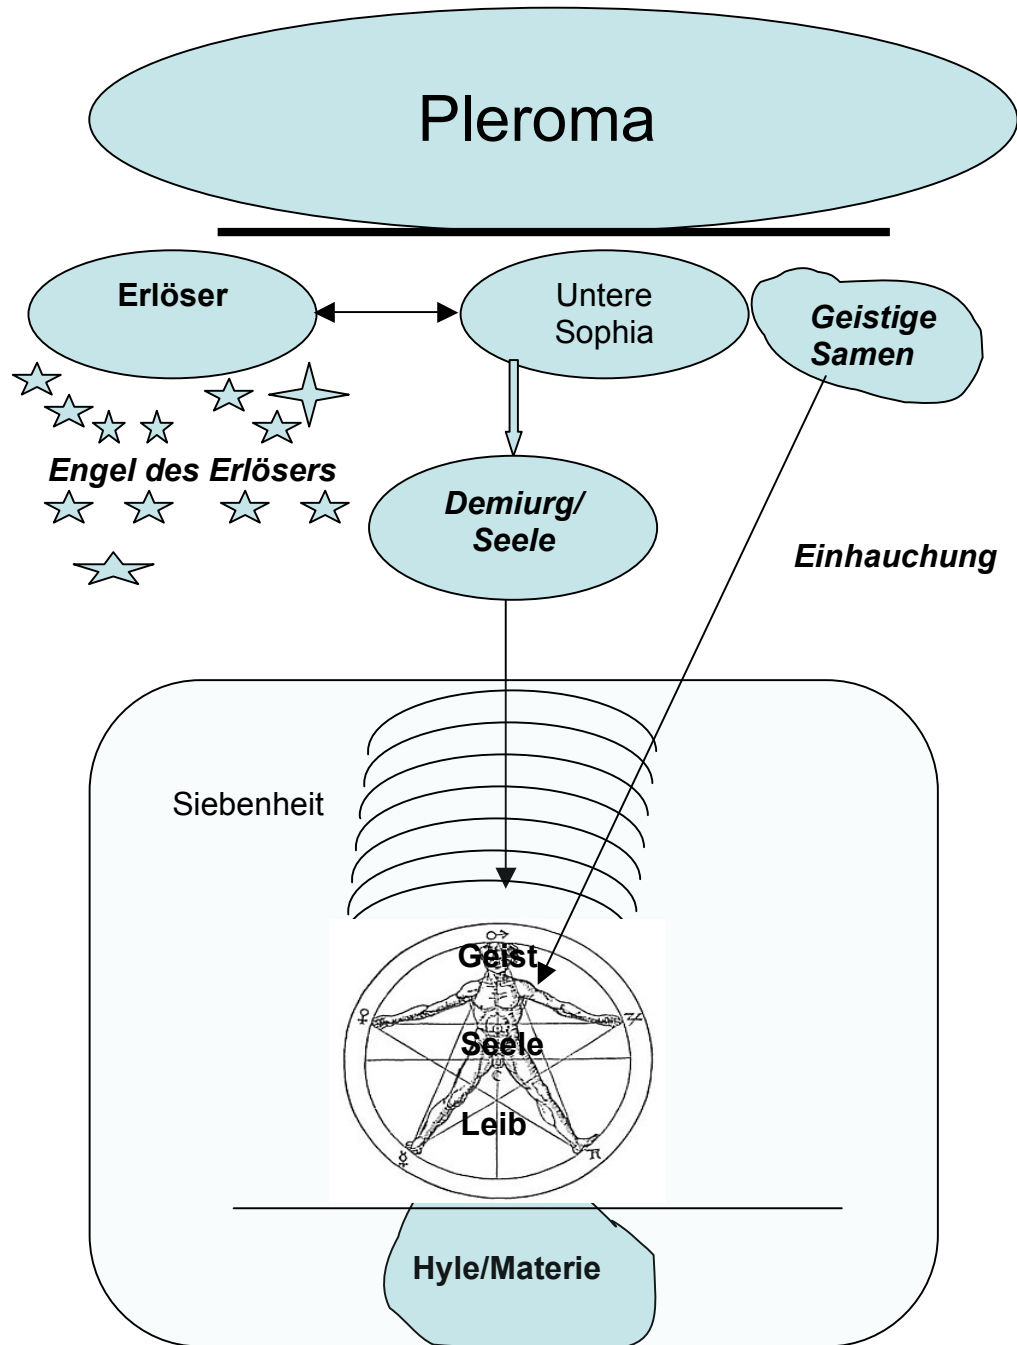 Pleroma
Erlöser
Untere
Sophia
Geistige
Samen
Engel des Erlösers
Demiurg/
Seele
Einhauchung
Siebenheit
Geist
Seele
Leib
Hyle/Materie